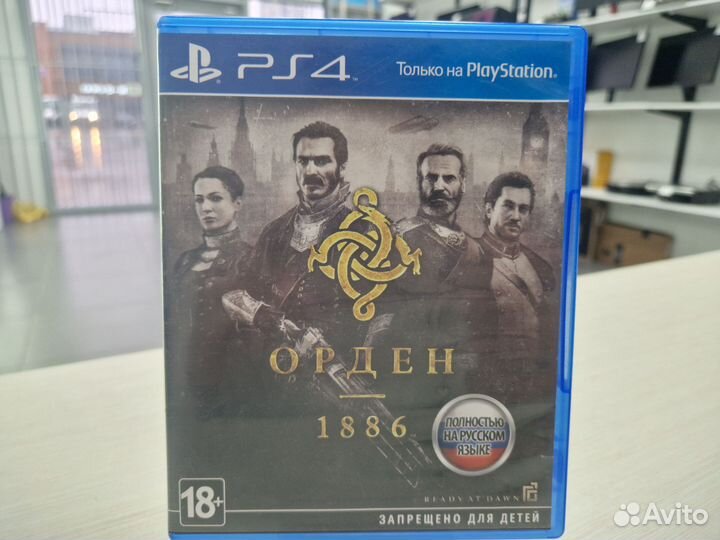 PS4
Только на PlayStation
ОРДЕН
1886
ПОЛНОСТЬЮ
НА РУССКОМ
ЯЗЫКЕ
READY AT DAWN
18+
ЗАПРЕЩЕНО ДЛЯ ДЕТЕЙ
Avito